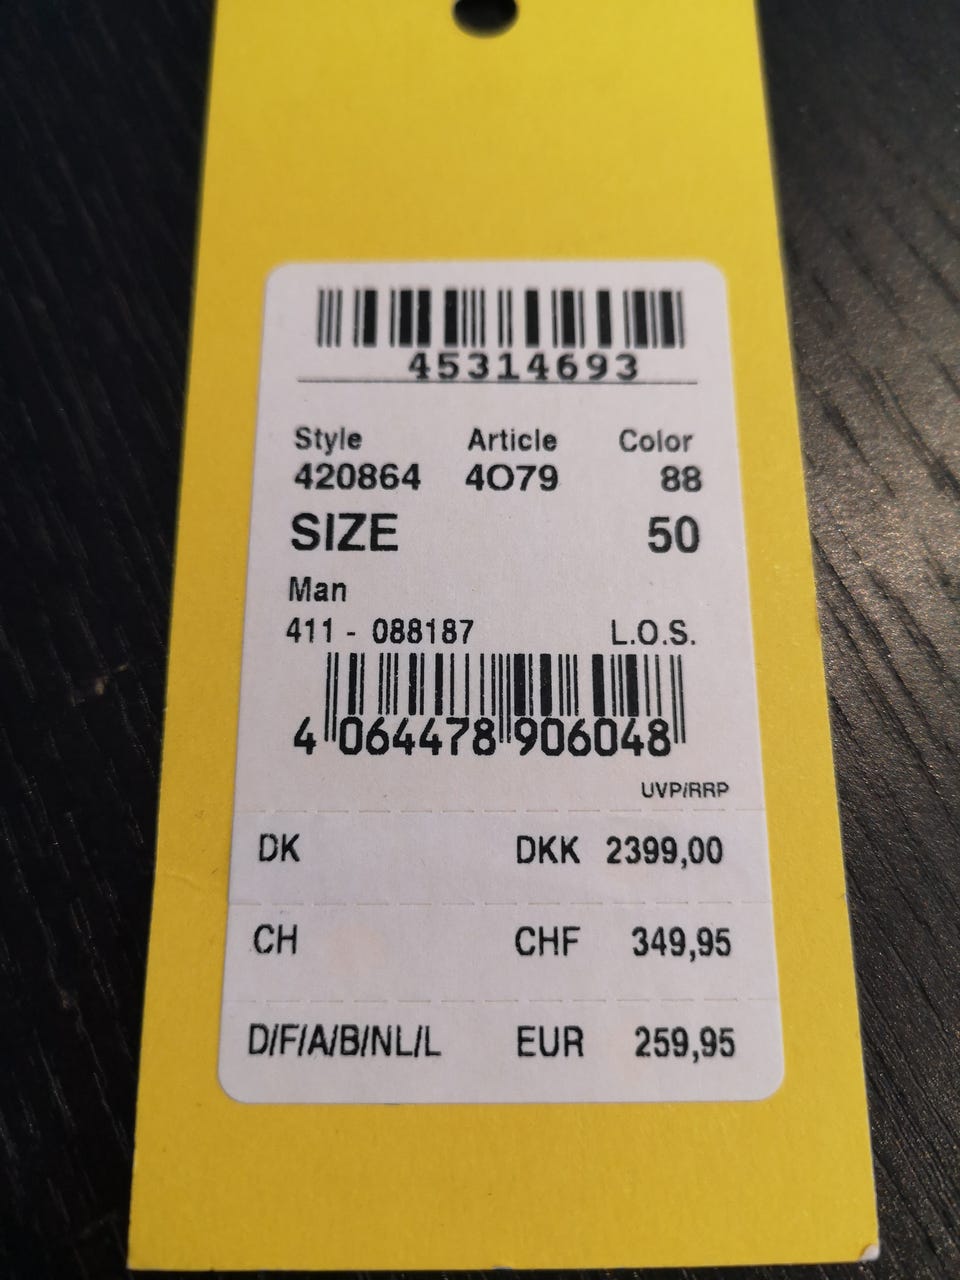 45314693
Style Article Color
420864 4O79 88
SIZE 50
Man
411 - 088187 L.O.S.
4 064478 906048
UVP/RRP
DK DKK 2399,00
CH CHF 349,95
D/F/A/B/NL/L EUR 259,95